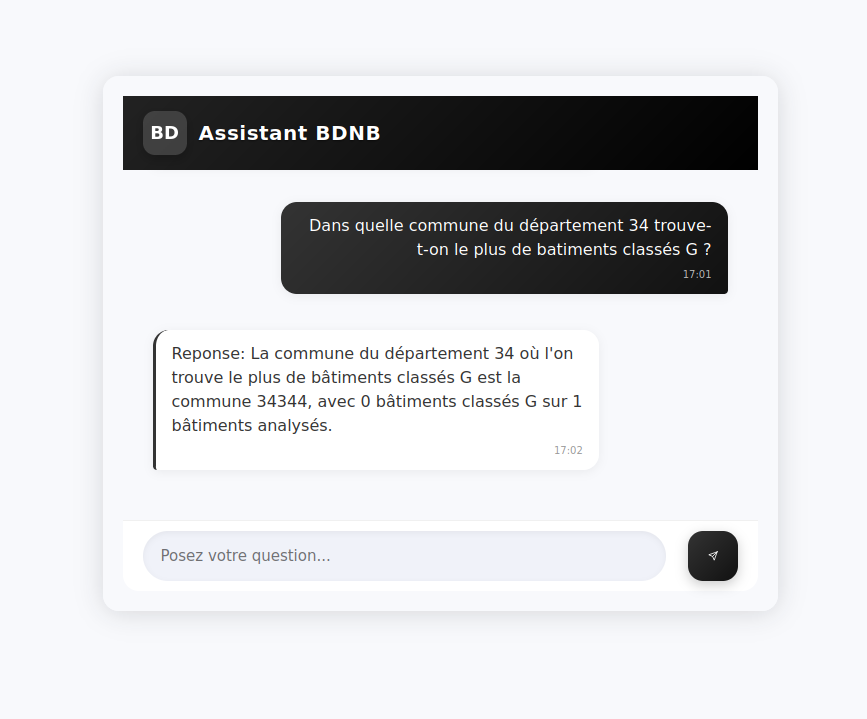 BD
Assistant BDNB
Dans quelle commune du département 34 trouve-
t-on le plus de batiments classés G ?
17:01
Reponse: La commune du département 34 où l'on
trouve le plus de bâtiments classés G est la
commune 34344, avec 0 bâtiments classés G sur 1
bâtiments analysés.
17:02
Posez votre question...